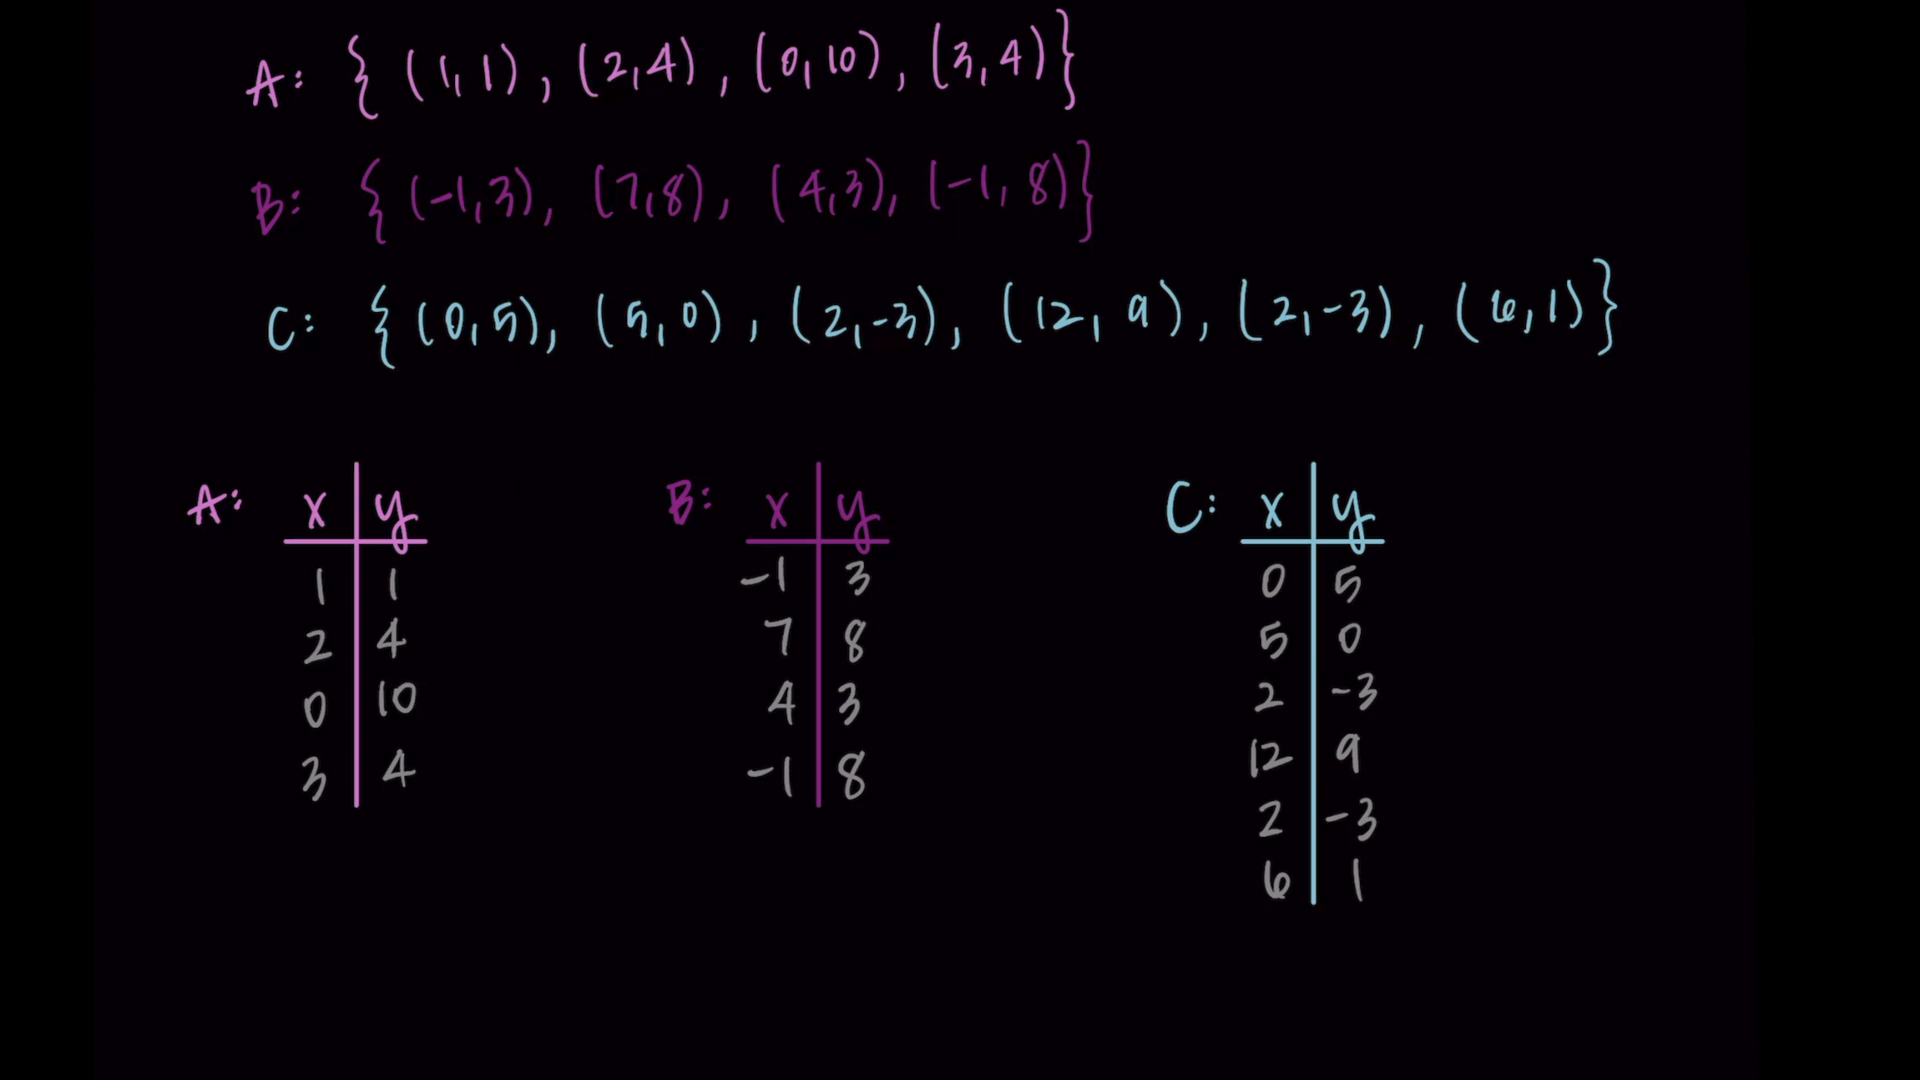 A: { (1,1), (2,4), (0,10), (3,4)}
B: {(-1,3), (7,8), (4,3), (-1,8)}
C: {(0,5), (5,0), (2,-3), (12,9), (2,-3), (6,1)}
A: x y
1 1
2 4
0 10
3 4
B: x y
-1 3
7 8
4 3
-1 8
C: x y
0 5
5 0
2 -3
12 9
2 -3
6 1